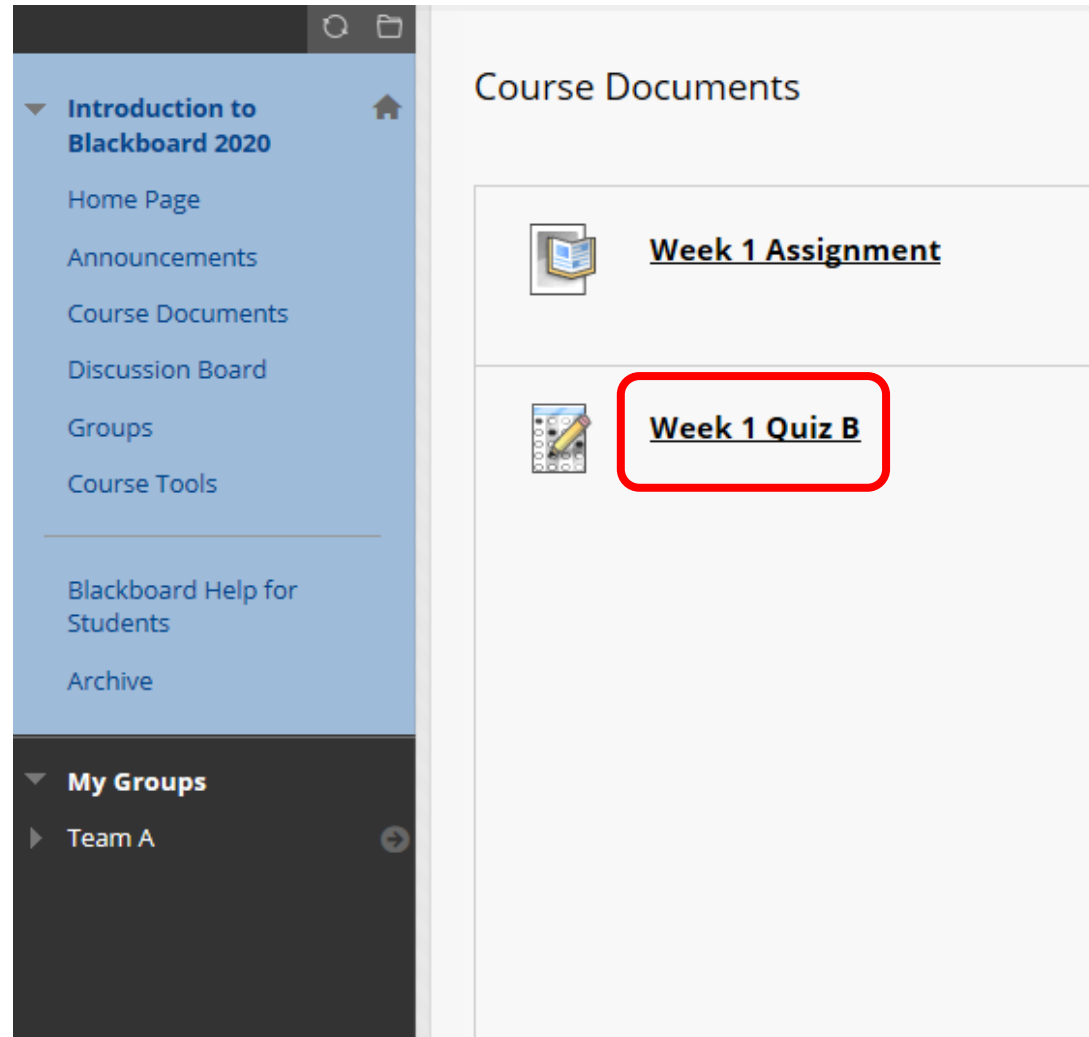 Introduction to
Blackboard 2020
Home Page
Announcements
Course Documents
Discussion Board
Groups
Course Tools
Blackboard Help for
Students
Archive
My Groups
Team A
Course Documents
Week 1 Assignment
Week 1 Quiz B